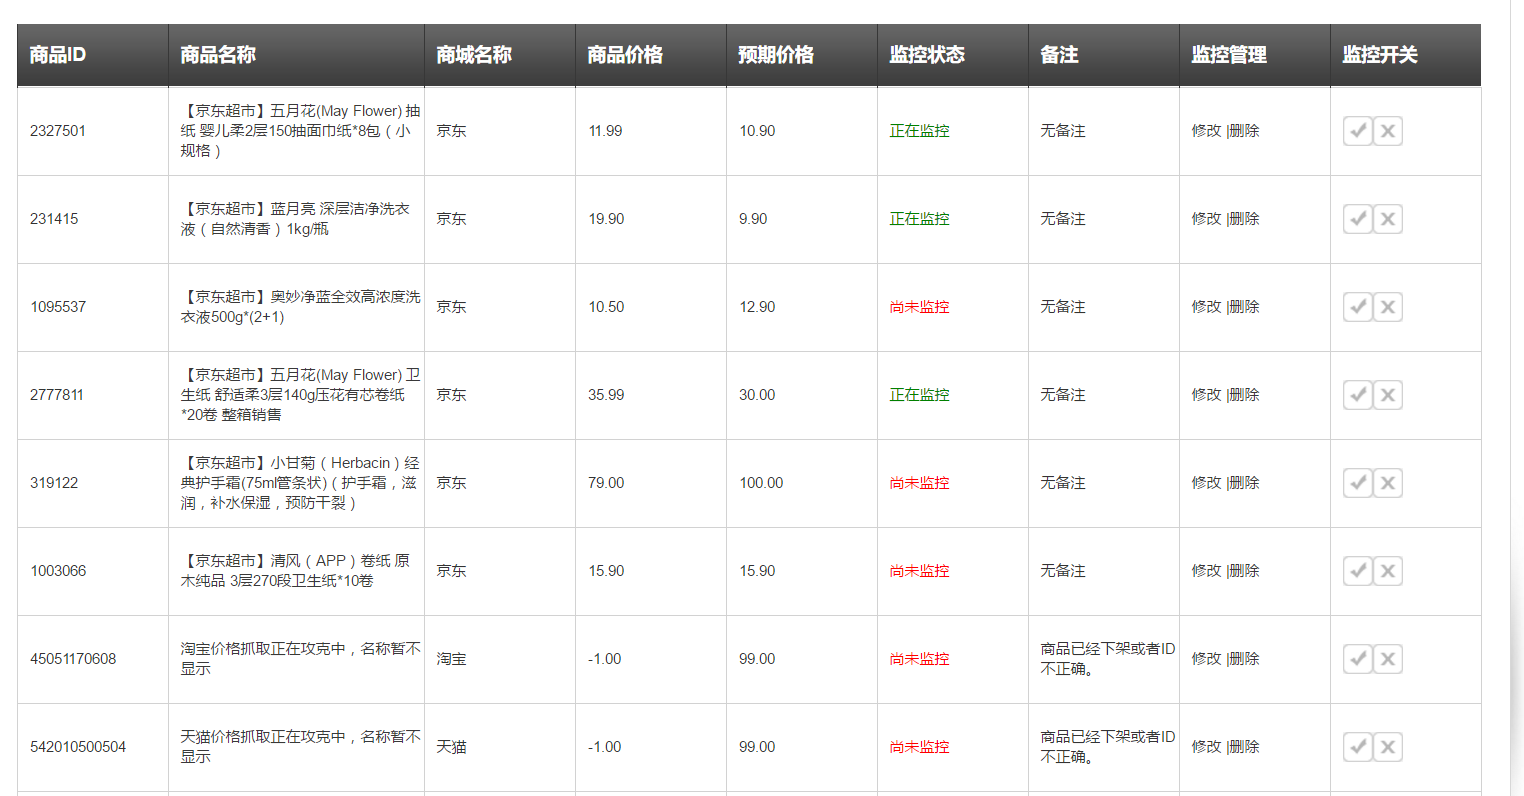 商品ID 商品名称 商城名称 商品价格 预期价格 监控状态 备注 监控管理 监控开关
2327501
【京东超市】五月花(May Flower) 抽
纸 婴儿柔2层150抽面巾纸*8包（小
规格）
京东 11.99 10.90 正在监控 无备注 修改 |删除
231415
【京东超市】蓝月亮 深层洁净洗衣
液（自然清香）1kg/瓶
京东 19.90 9.90 正在监控 无备注 修改 |删除
1095537
【京东超市】奥妙净蓝全效高浓度洗
衣液500g*(2+1)
京东 10.50 12.90 尚未监控 无备注 修改 |删除
2777811
【京东超市】五月花(May Flower) 卫
生纸 舒适柔3层140g压花有芯卷纸
*20卷 整箱销售
京东 35.99 30.00 正在监控 无备注 修改 |删除
319122
【京东超市】小甘菊（Herbacin）经
典护手霜(75ml管条状)（护手霜，滋
润，补水保湿，预防干裂）
京东 79.00 100.00 尚未监控 无备注 修改 |删除
1003066
【京东超市】清风（APP）卷纸 原
木纯品 3层270段卫生纸*10卷
京东 15.90 15.90 尚未监控 无备注 修改 |删除
45051170608
淘宝价格抓取正在攻克中，名称暂不
显示
淘宝 -1.00 99.00 尚未监控
商品已经下架或者ID
不正确。
修改 |删除
542010500504
天猫价格抓取正在攻克中，名称暂不
显示
天猫 -1.00 99.00 尚未监控
商品已经下架或者ID
不正确。
修改 |删除